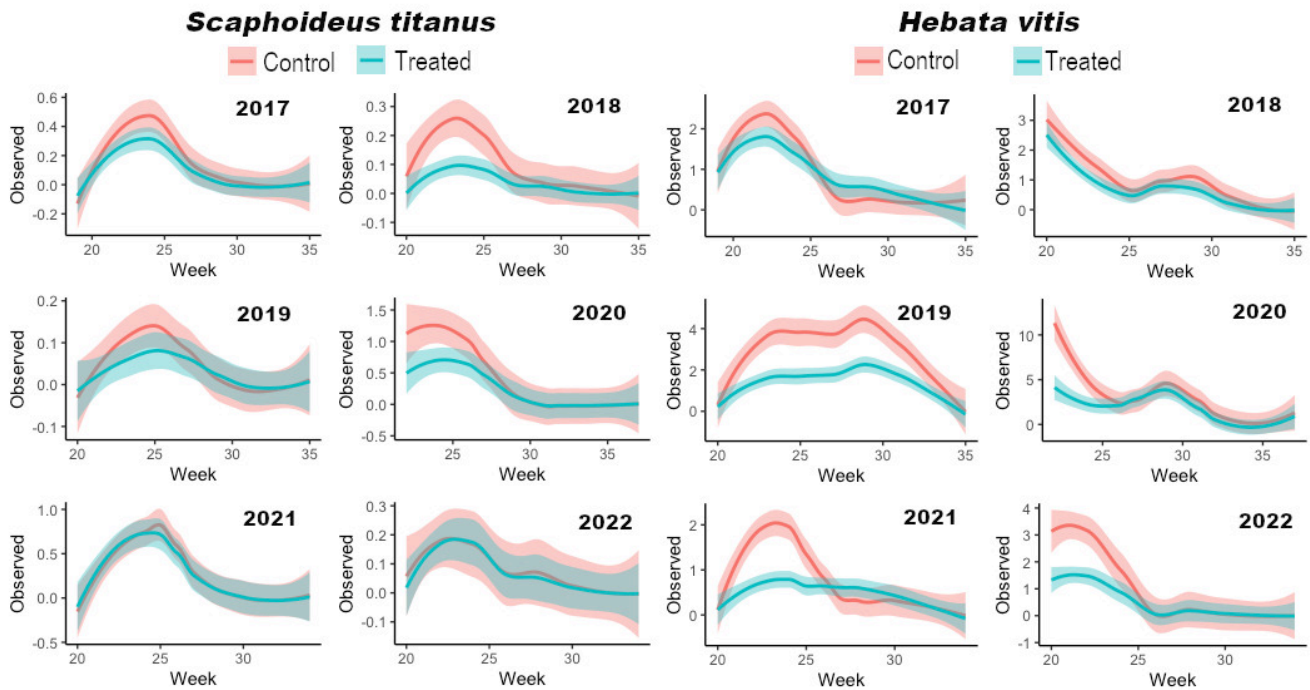 Scaphoideus titanus
Control Treated
Hebata vitis
Control Treated
2017
Observed
0.6
0.4
0.2
0.0
-0.2
20 25 30 35
Week
2018
Observed
0.3
0.2
0.1
0.0
-0.1
20 25 30 35
Week
2017
Observed
2
1
0
20 25 30 35
Week
2018
Observed
3
2
1
0
20 25 30 35
Week
2019
Observed
0.2
0.1
0.0
-0.1
20 25 30 35
Week
2020
Observed
1.5
1.0
0.5
0.0
-0.5
25 30 35
Week
2019
Observed
4
2
0
20 25 30 35
Week
2020
Observed
10
5
0
25 30 35
Week
2021
Observed
1.0
0.5
0.0
-0.5
20 25 30
Week
2022
Observed
0.3
0.2
0.1
0.0
-0.1
20 25 30
Week
2021
Observed
2
1
0
20 25 30
Week
2022
Observed
4
3
2
1
0
-1
20 25 30
Week